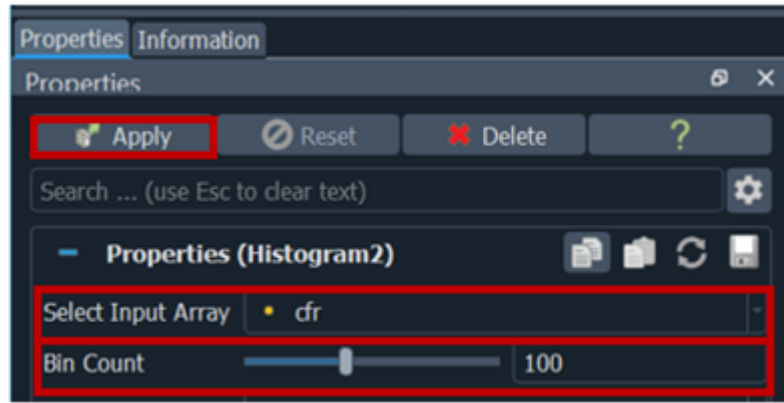 Properties Information
Properties
Apply Reset Delete ?
Search ... (use Esc to clear text)
Properties (Histogram2)
Select Input Array cfr
Bin Count 100